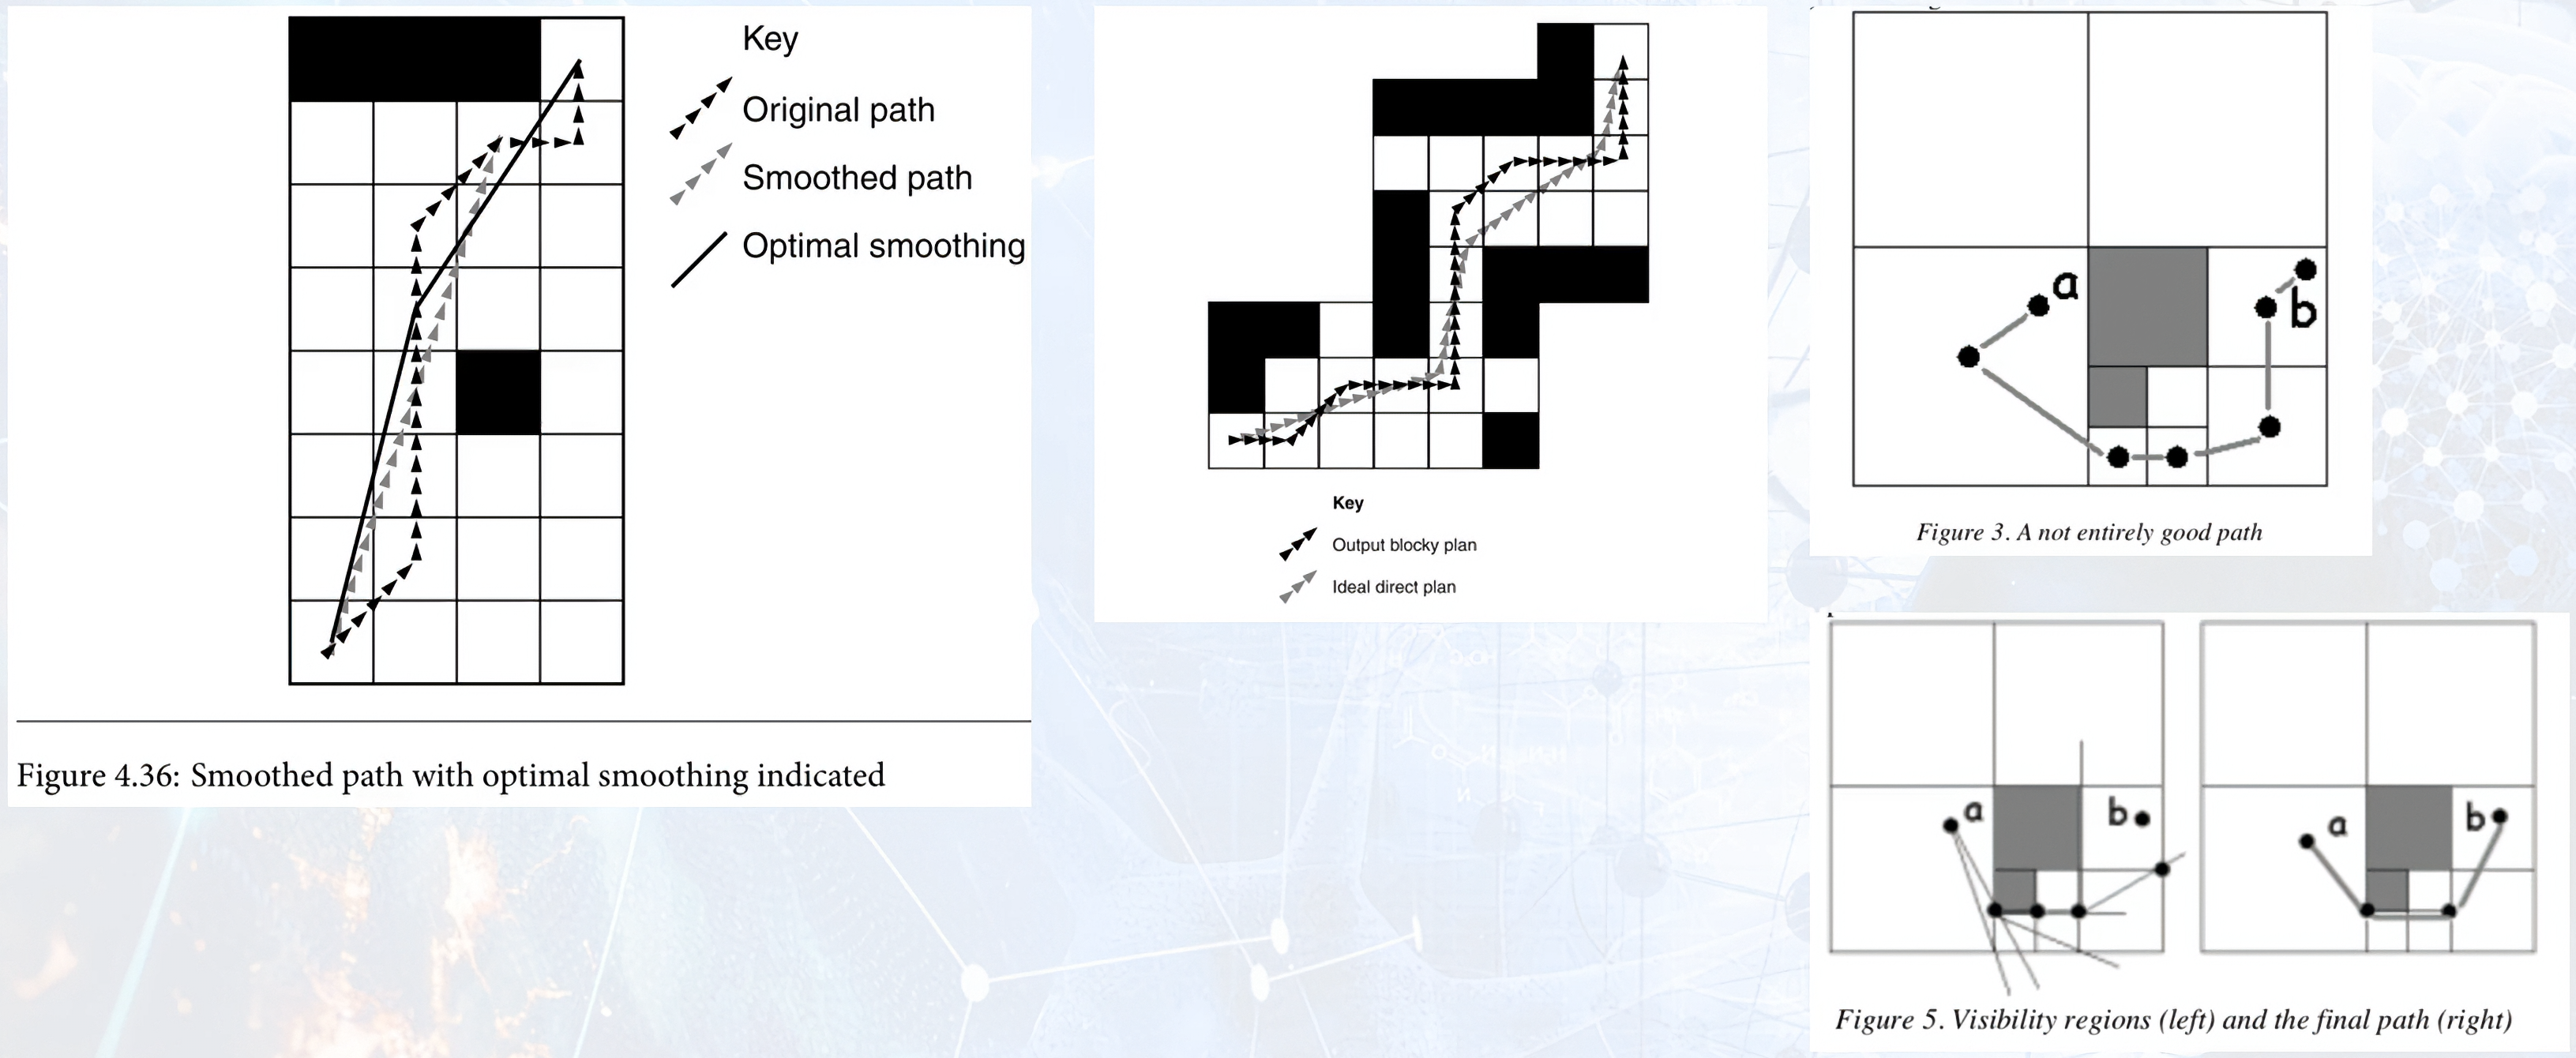 Key
Original path
Smoothed path
Optimal smoothing
Figure 4.36: Smoothed path with optimal smoothing indicated
Key
Output blocky plan
Ideal direct plan
a
b
Figure 3. A not entirely good path
a
b
a
b
Figure 5. Visibility regions (left) and the final path (right)